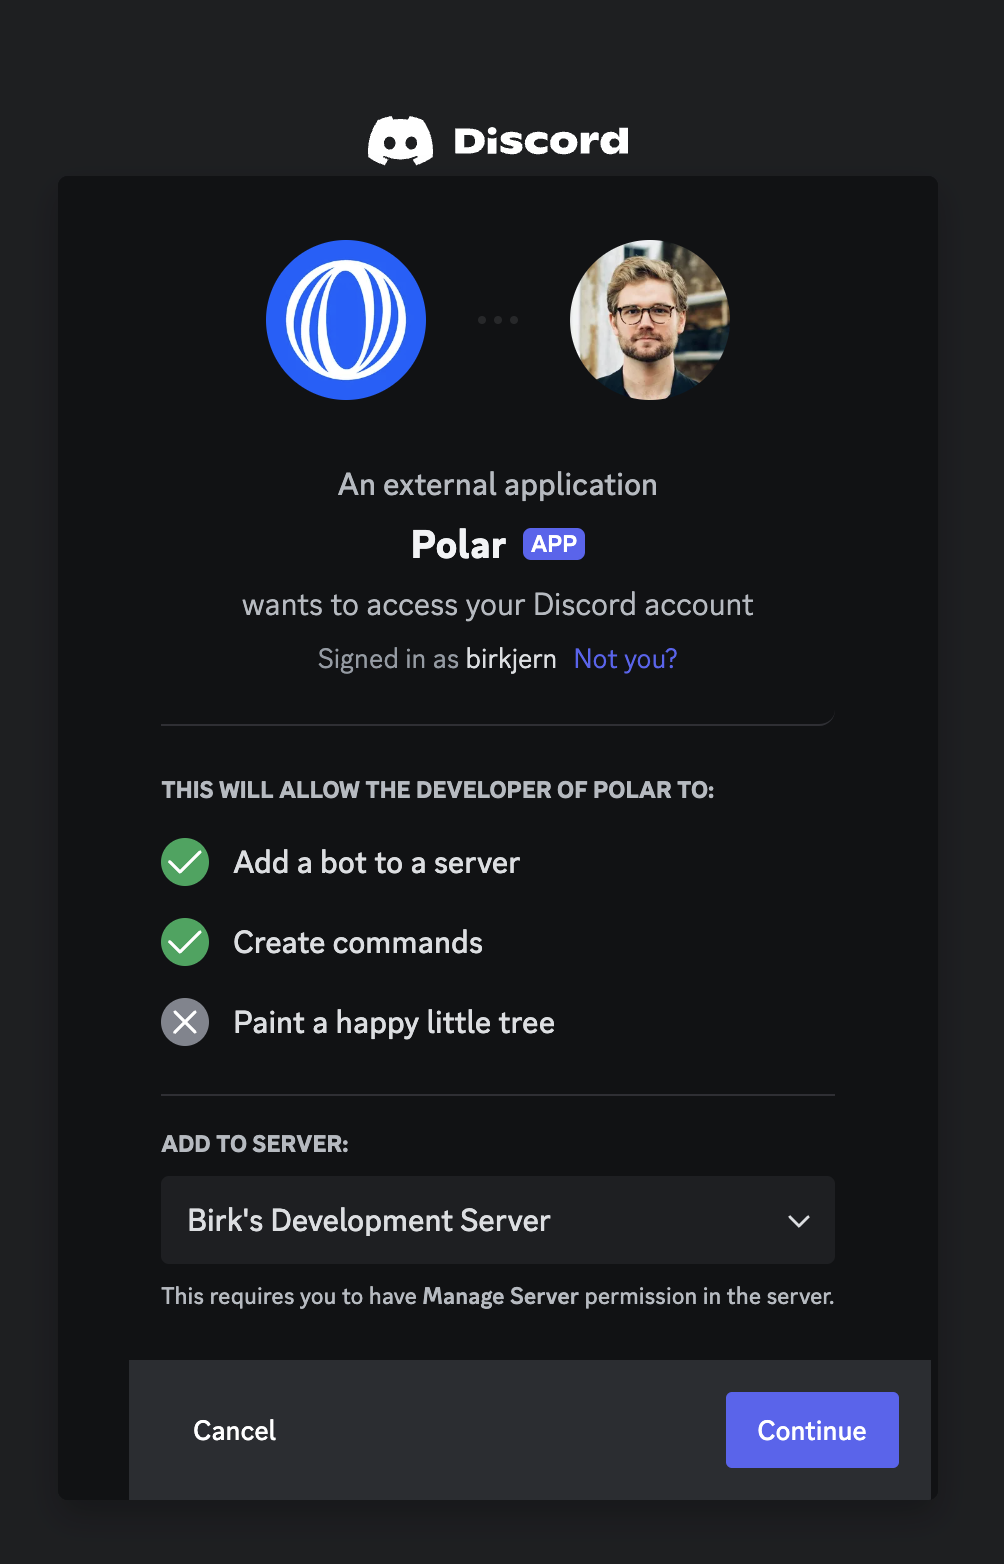 Discord
An external application
Polar APP
wants to access your Discord account
Signed in as birkjern Not you?
THIS WILL ALLOW THE DEVELOPER OF POLAR TO:
Add a bot to a server
Create commands
Paint a happy little tree
ADD TO SERVER:
Birk's Development Server
This requires you to have Manage Server permission in the server.
Cancel Continue